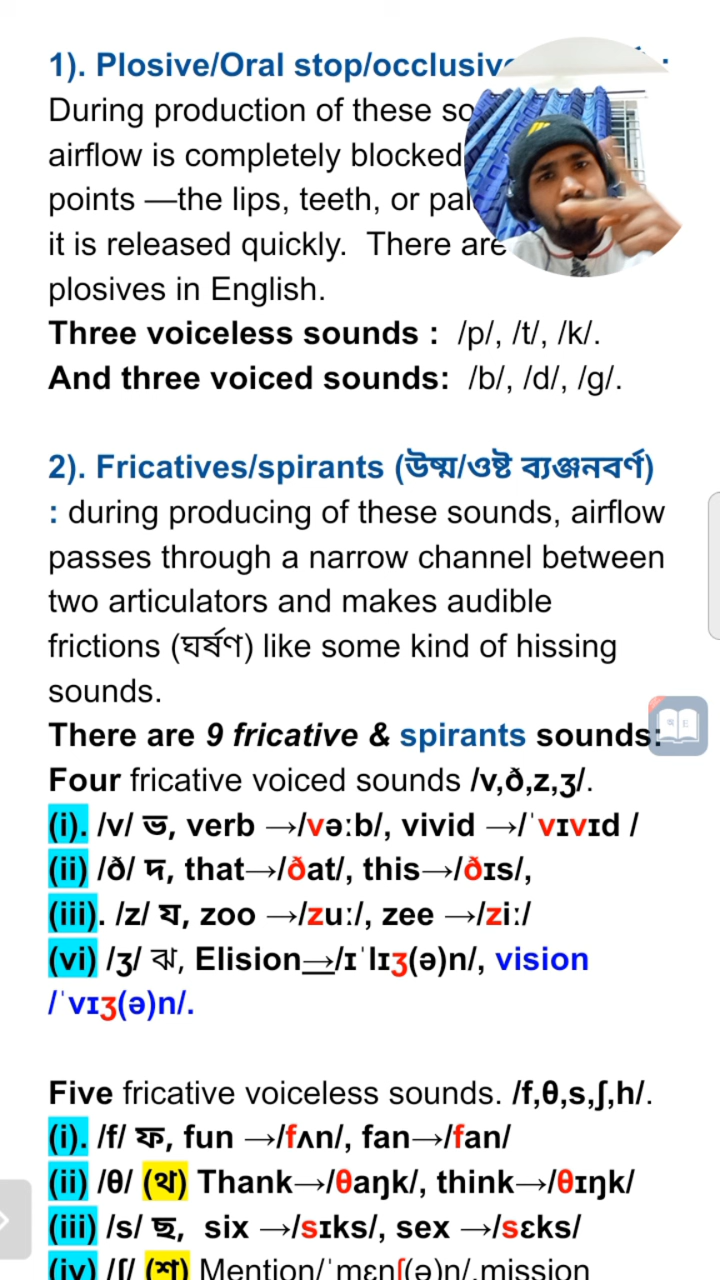 1). Plosive/Oral stop/occlusive
During production of these
airflow is completely blocked
points —the lips, teeth, or
it is released quickly. There are
plosives in English.
Three voiceless sounds : /p/, /t/, /k/.
And three voiced sounds: /b/, /d/, /g/.
2). Fricatives/spirants (উষ্ম/ওষ্ট ব্যঞ্জনবর্ণ)
: during producing of these sounds, airflow
passes through a narrow channel between
two articulators and makes audible
frictions (ঘর্ষণ) like some kind of hissing
sounds.
There are 9 fricative & spirants sounds:
Four fricative voiced sounds /v,ð,z,ʒ/.
(i). /v/ ভ, verb →/vəːb/, vivid →/ˈvɪvɪd /
(ii) /ð/ দ, that→/ðat/, this→/ðɪs/,
(iii). /z/ য, zoo →/zuː/, zee →/ziː/
(vi) /ʒ/ ঝ, Elision→/ɪˈlɪʒ(ə)n/, vision
/ˈvɪʒ(ə)n/.
Five fricative voiceless sounds. /f,θ,s,ʃ,h/.
(i). /f/ ফ, fun →/fʌn/, fan→/fan/
(ii) /θ/ (থ) Thank→/θaŋk/, think→/θɪŋk/
(iii) /s/ ছ, six →/sɪks/, sex →/sɛks/
(iv) /ʃ/ (শ) Mention/ˈmɛnʃ(ə)n/,mission